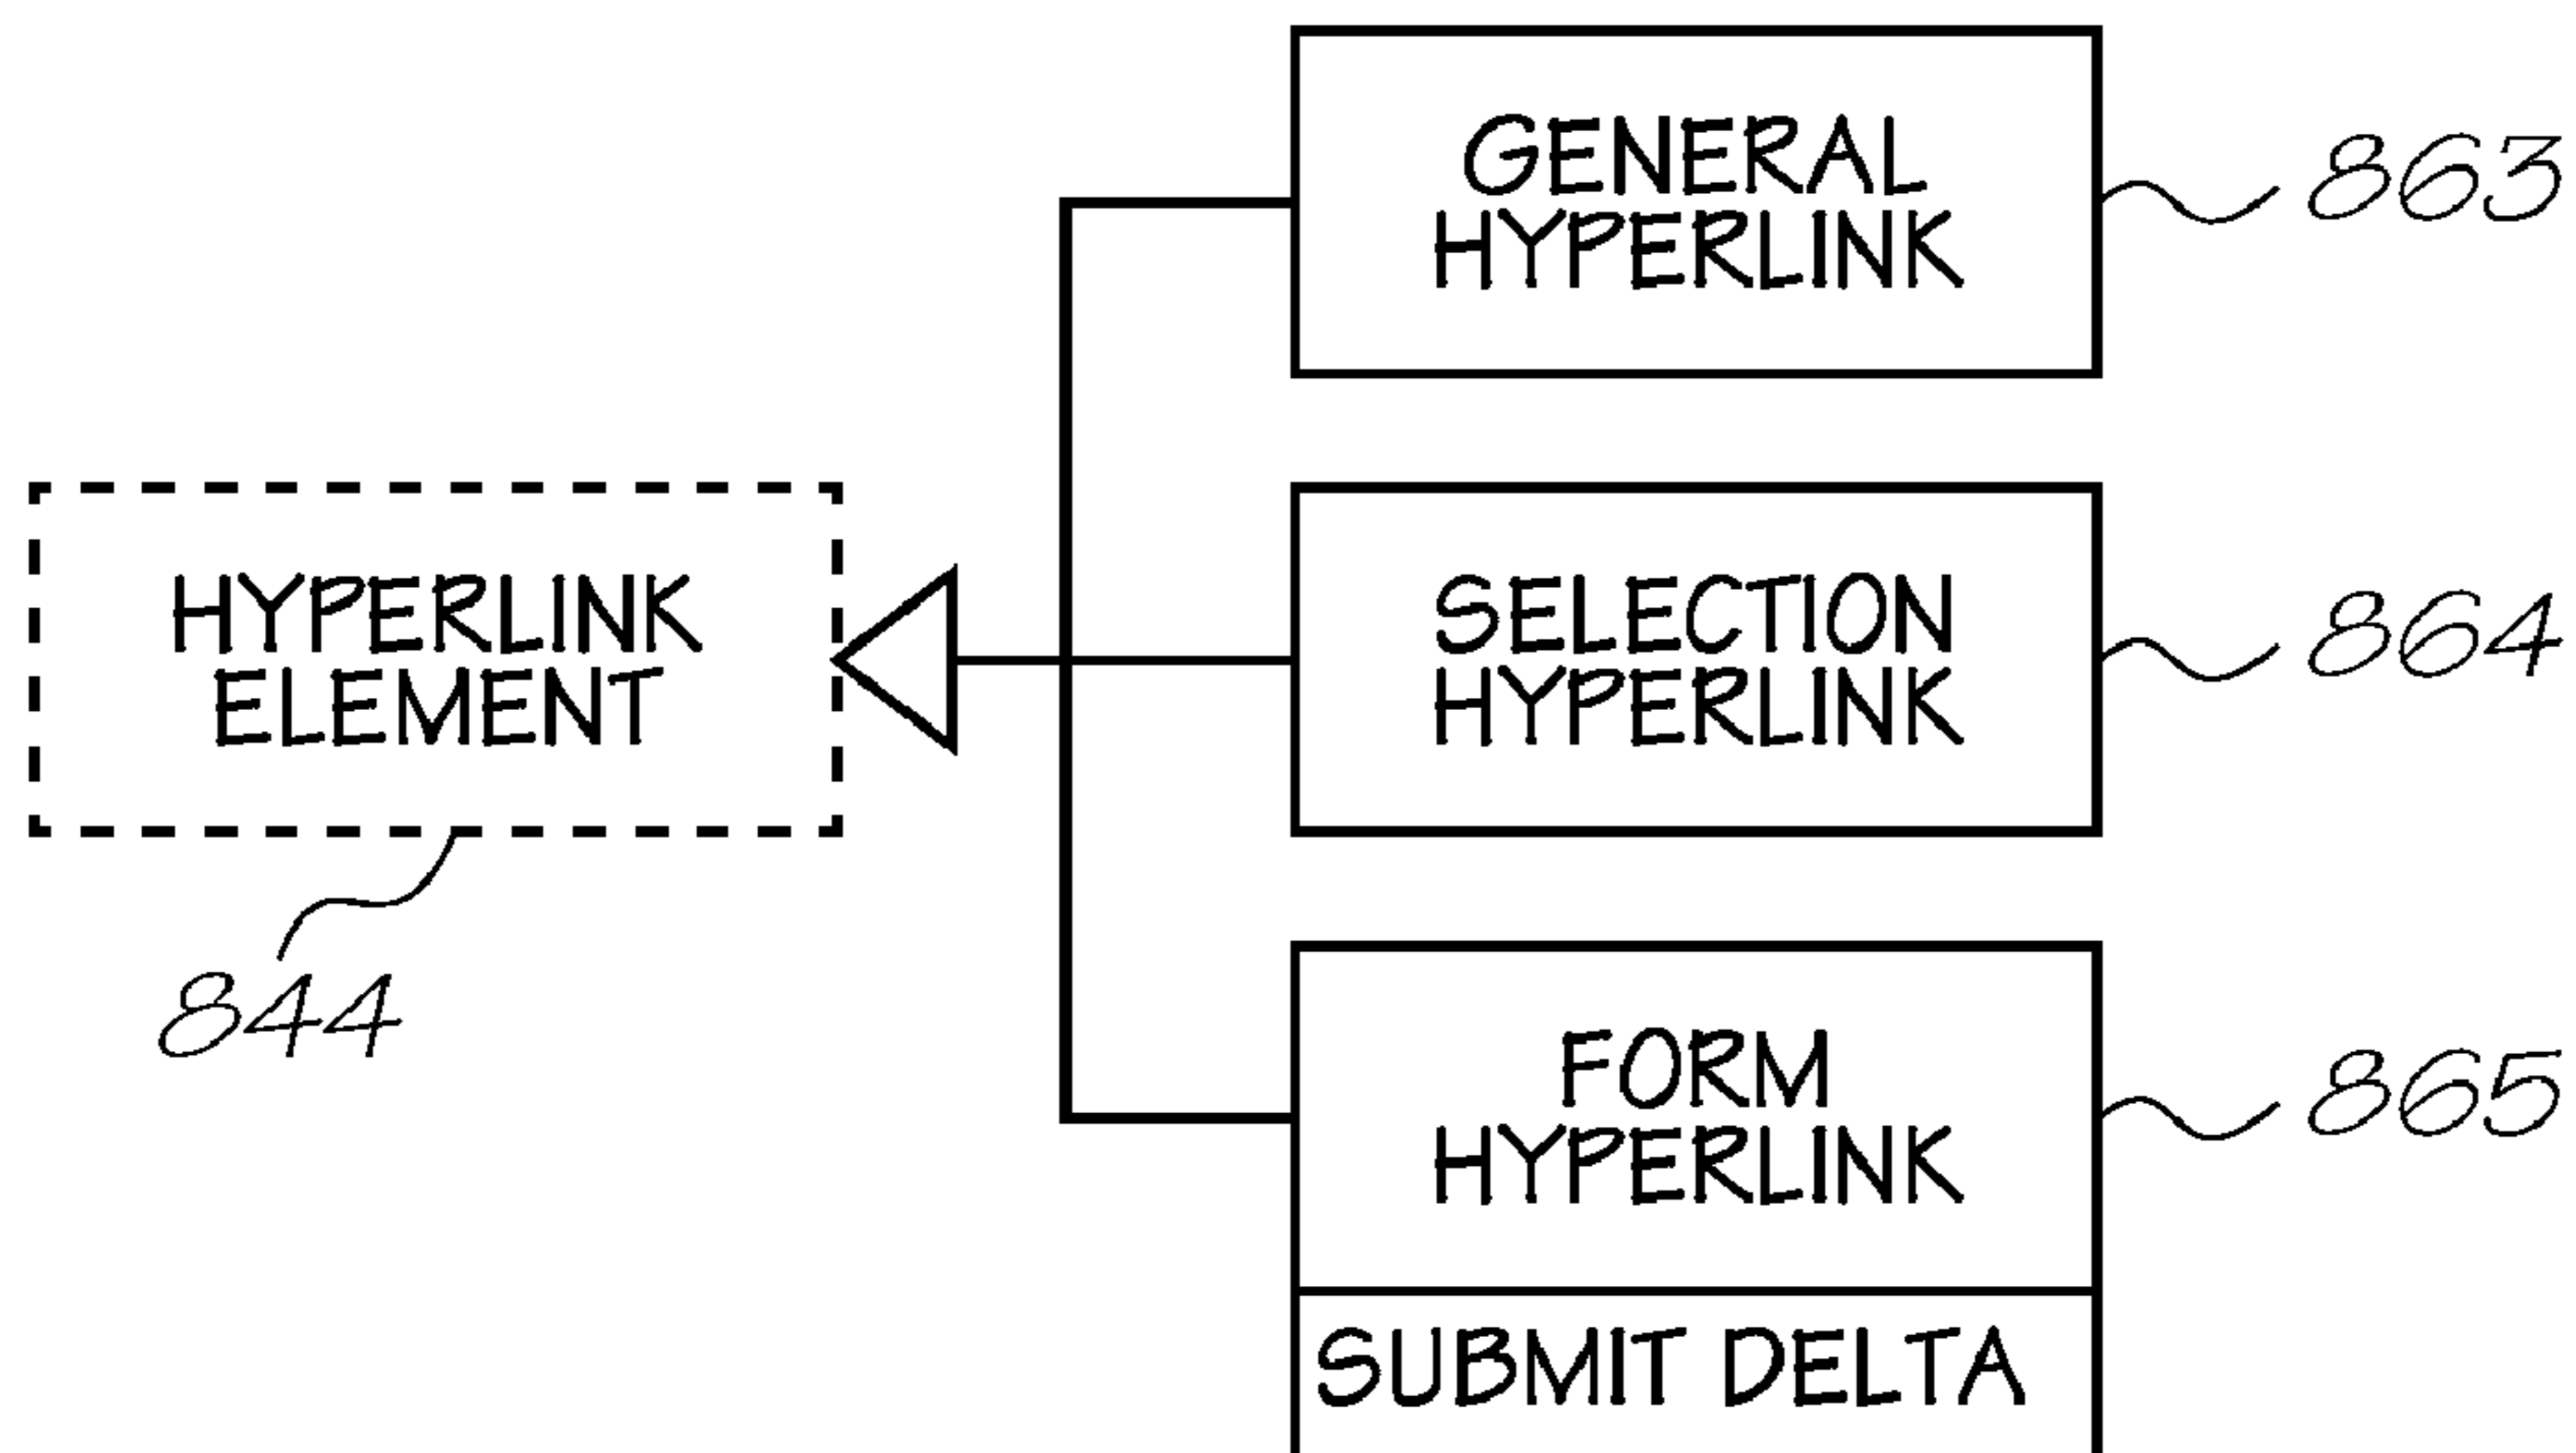 GENERAL
HYPERLINK
863
HYPERLINK
ELEMENT
844
SELECTION
HYPERLINK
864
FORM
HYPERLINK
865
SUBMIT DELTA